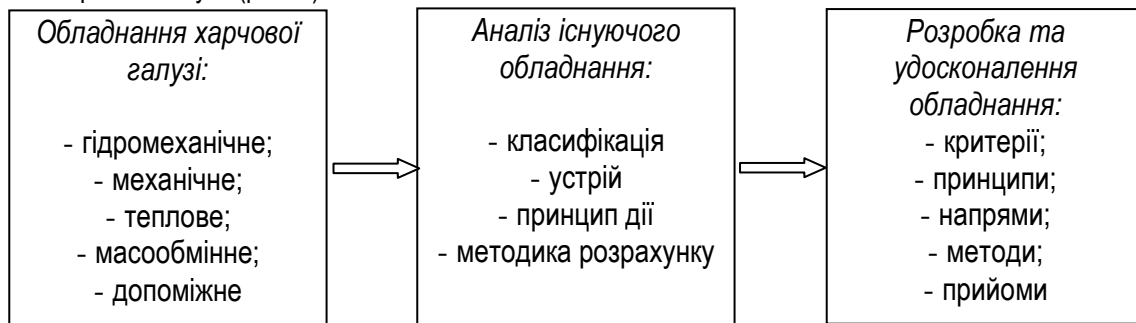 Обладнання харчової
галузі:
- гідромеханічне;
- механічне;
- теплове;
- масообмінне;
- допоміжне
Аналіз існуючого
обладнання:
- класифікація
- устрій
- принцип дії
- методика розрахунку
Розробка та
удосконалення
обладнання:
- критерії;
- принципи;
- напрями;
- методи;
- прийоми